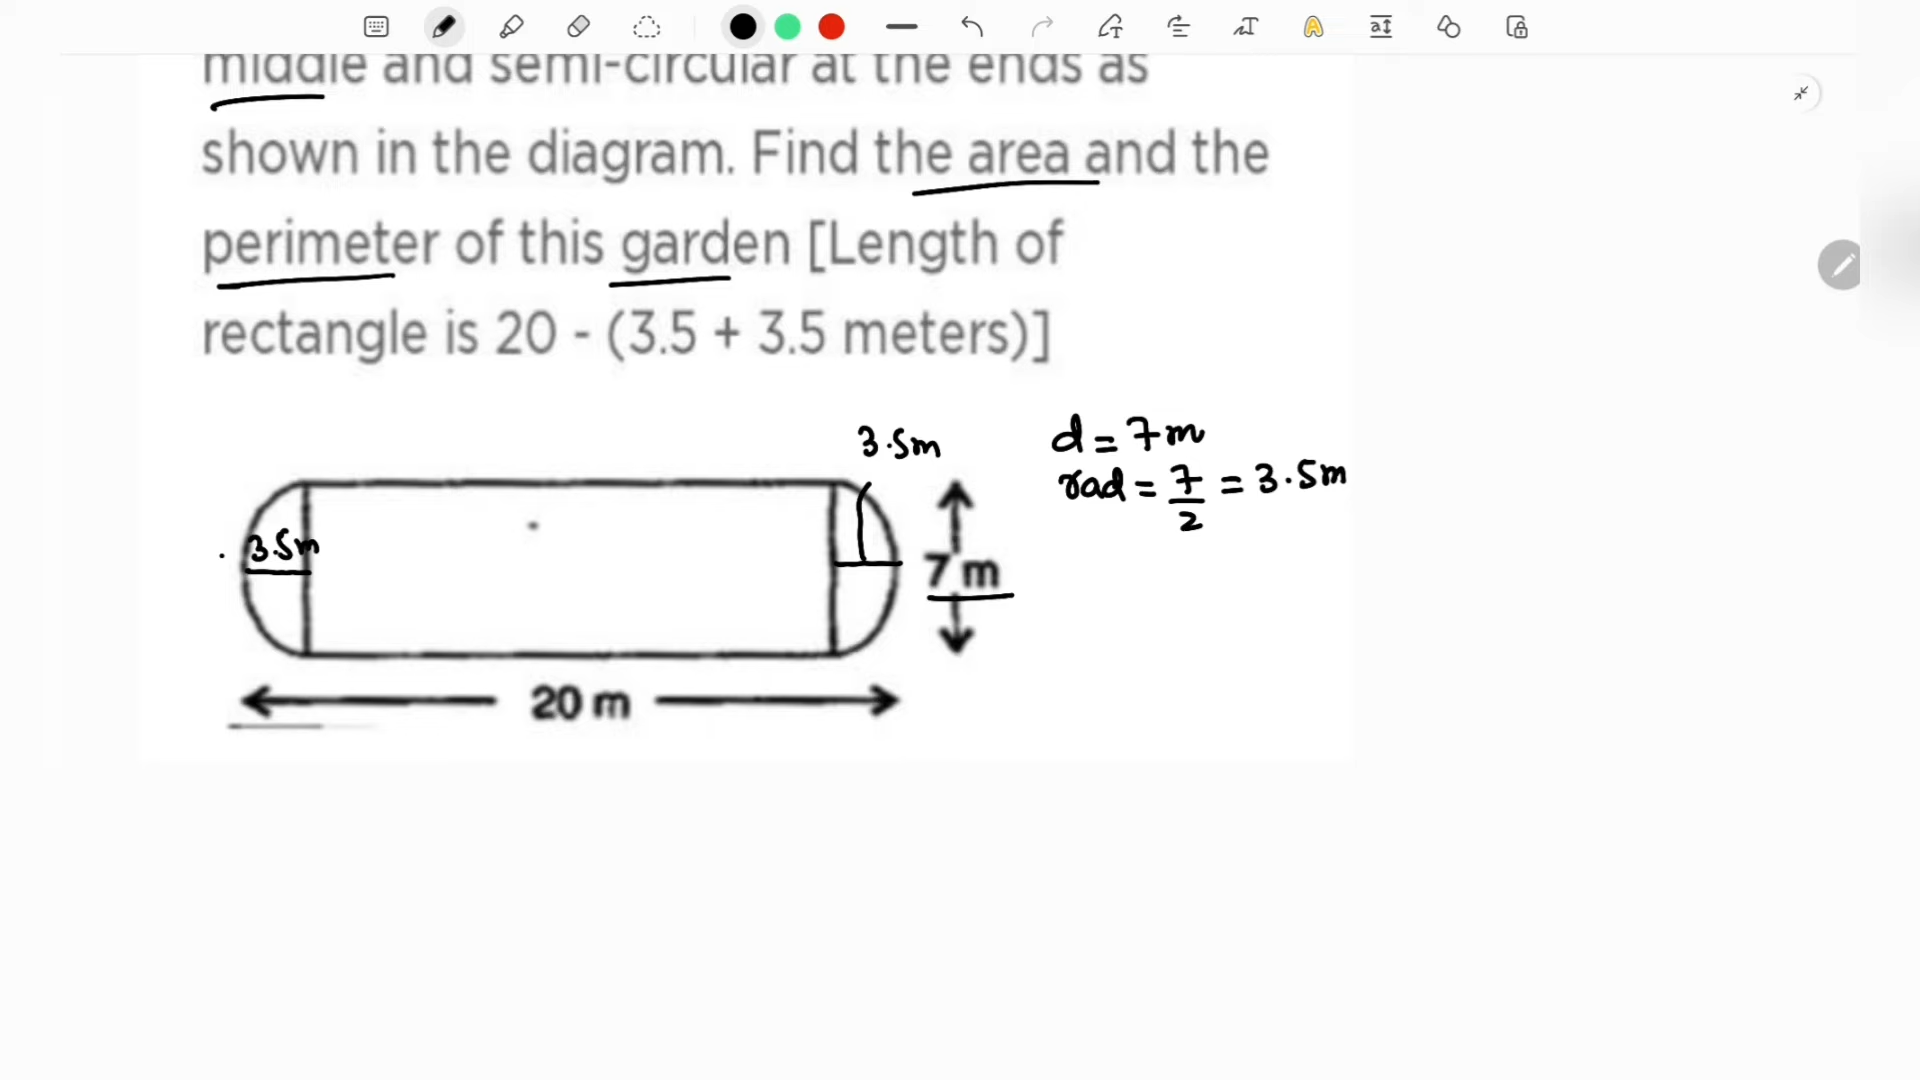 middle and semi-circular at the ends as
shown in the diagram. Find the area and the
perimeter of this garden [Length of
rectangle is 20 - (3.5 + 3.5 meters)]
3.5m
d = 7m
rad = 7/2 = 3.5m
3.5m
7 m
20 m